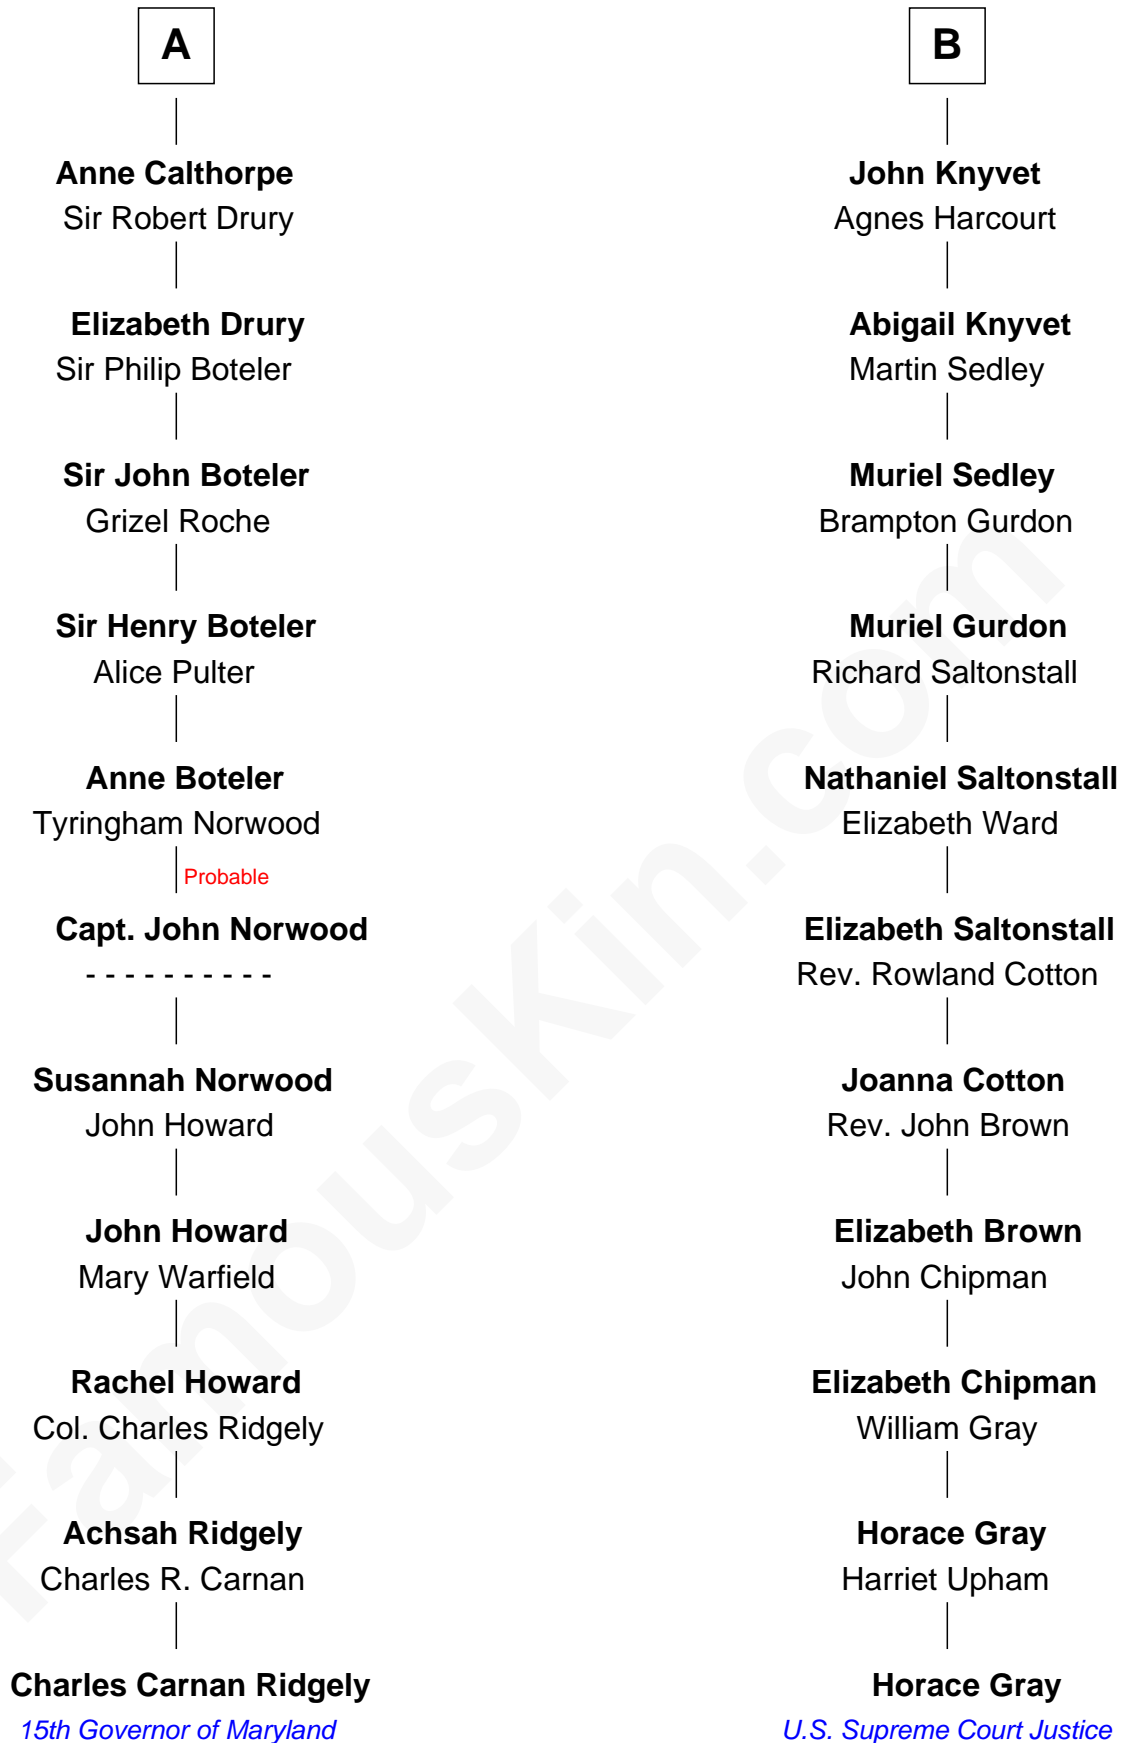 A
Anne Calthorpe
Sir Robert Drury
Elizabeth Drury
Sir Philip Boteler
Sir John Boteler
Grizel Roche
Sir Henry Boteler
Alice Pulter
Anne Boteler
Tyringham Norwood
Probable
Capt. John Norwood
- - - - - - - - - -
Susannah Norwood
John Howard
John Howard
Mary Warfield
Rachel Howard
Col. Charles Ridgely
Achsah Ridgely
Charles R. Carnan
Charles Carnan Ridgely
15th Governor of Maryland
B
John Knyvet
Agnes Harcourt
Abigail Knyvet
Martin Sedley
Muriel Sedley
Brampton Gurdon
Muriel Gurdon
Richard Saltonstall
Nathaniel Saltonstall
Elizabeth Ward
Elizabeth Saltonstall
Rev. Rowland Cotton
Joanna Cotton
Rev. John Brown
Elizabeth Brown
John Chipman
Elizabeth Chipman
William Gray
Horace Gray
Harriet Upham
Horace Gray
U.S. Supreme Court Justice
FamousKin.com